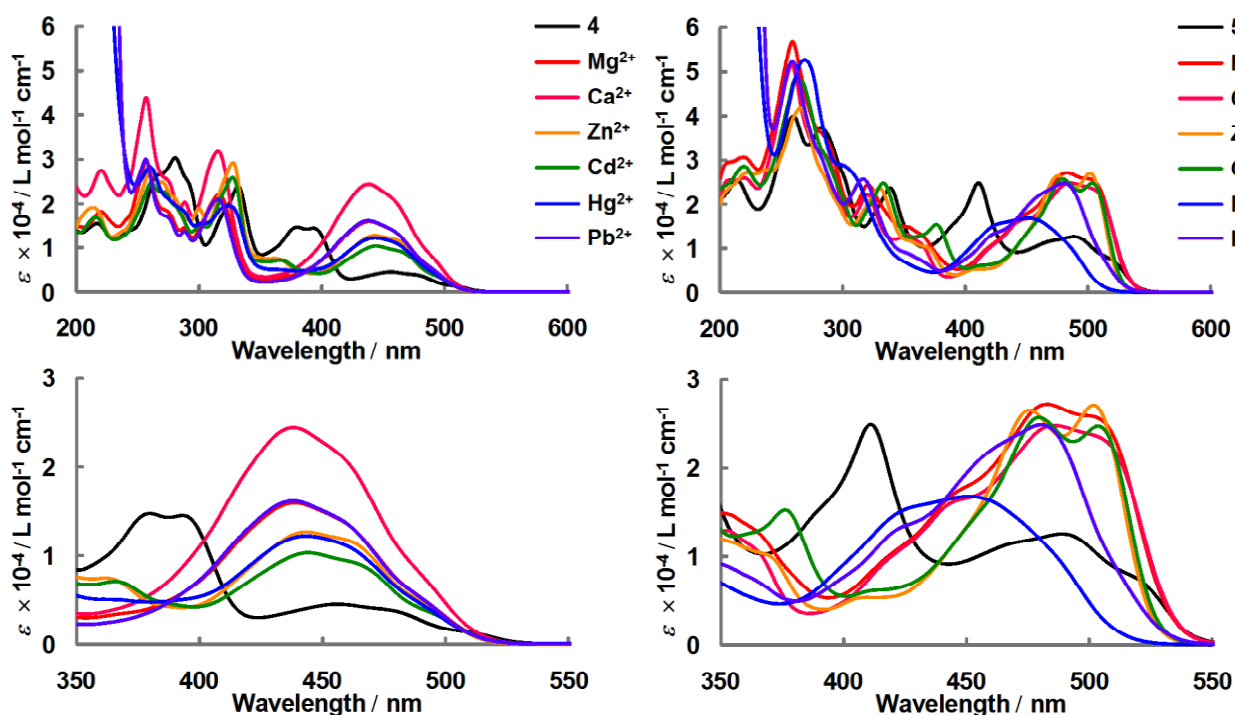 6
5
4
3
2
1
0
200 300 400 500 600
Wavelength / nm
ε × 10⁻⁴ / L mol⁻¹ cm⁻¹
4
Mg²⁺
Ca²⁺
Zn²⁺
Cd²⁺
Hg²⁺
Pb²⁺
6
5
4
3
2
1
0
200 300 400 500 600
Wavelength / nm
ε × 10⁻⁴ / L mol⁻¹ cm⁻¹
5
3
2
1
0
350 400 450 500 550
Wavelength / nm
ε × 10⁻⁴ / L mol⁻¹ cm⁻¹
3
2
1
0
350 400 450 500 550
Wavelength / nm
ε × 10⁻⁴ / L mol⁻¹ cm⁻¹